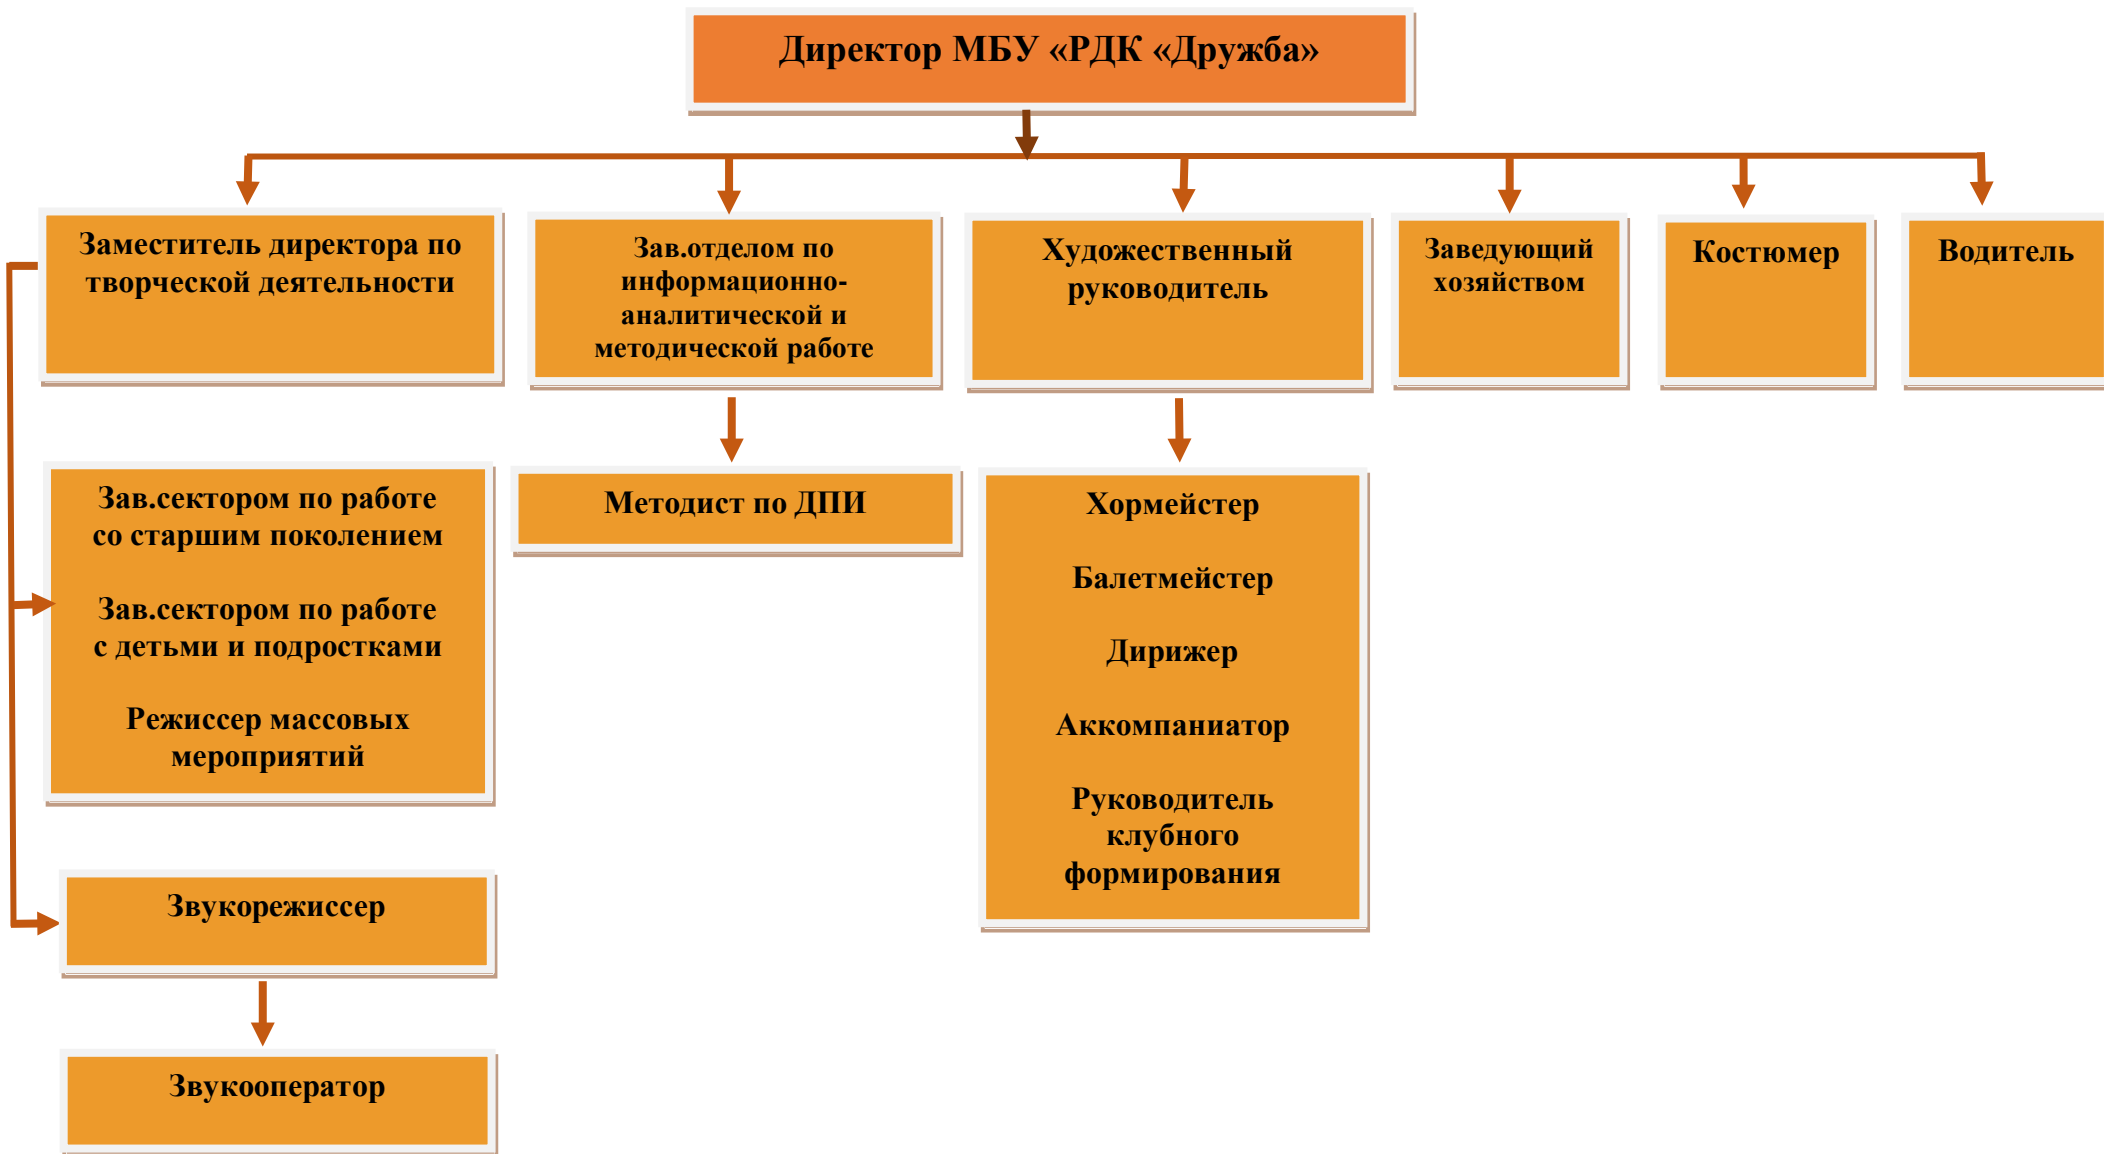 Директор МБУ «РДК «Дружба»
Заместитель директора по
творческой деятельности
Зав.отделом по
информационно-
аналитической и
методической работе
Художественный
руководитель
Заведующий
хозяйством
Костюмер
Водитель
Зав.сектором по работе
со старшим поколением
Зав.сектором по работе
с детьми и подростками
Режиссер массовых
мероприятий
Методист по ДПИ
Хормейстер
Балетмейстер
Дирижер
Аккомпаниатор
Руководитель
клубного
формирования
Звукорежиссер
Звукооператор